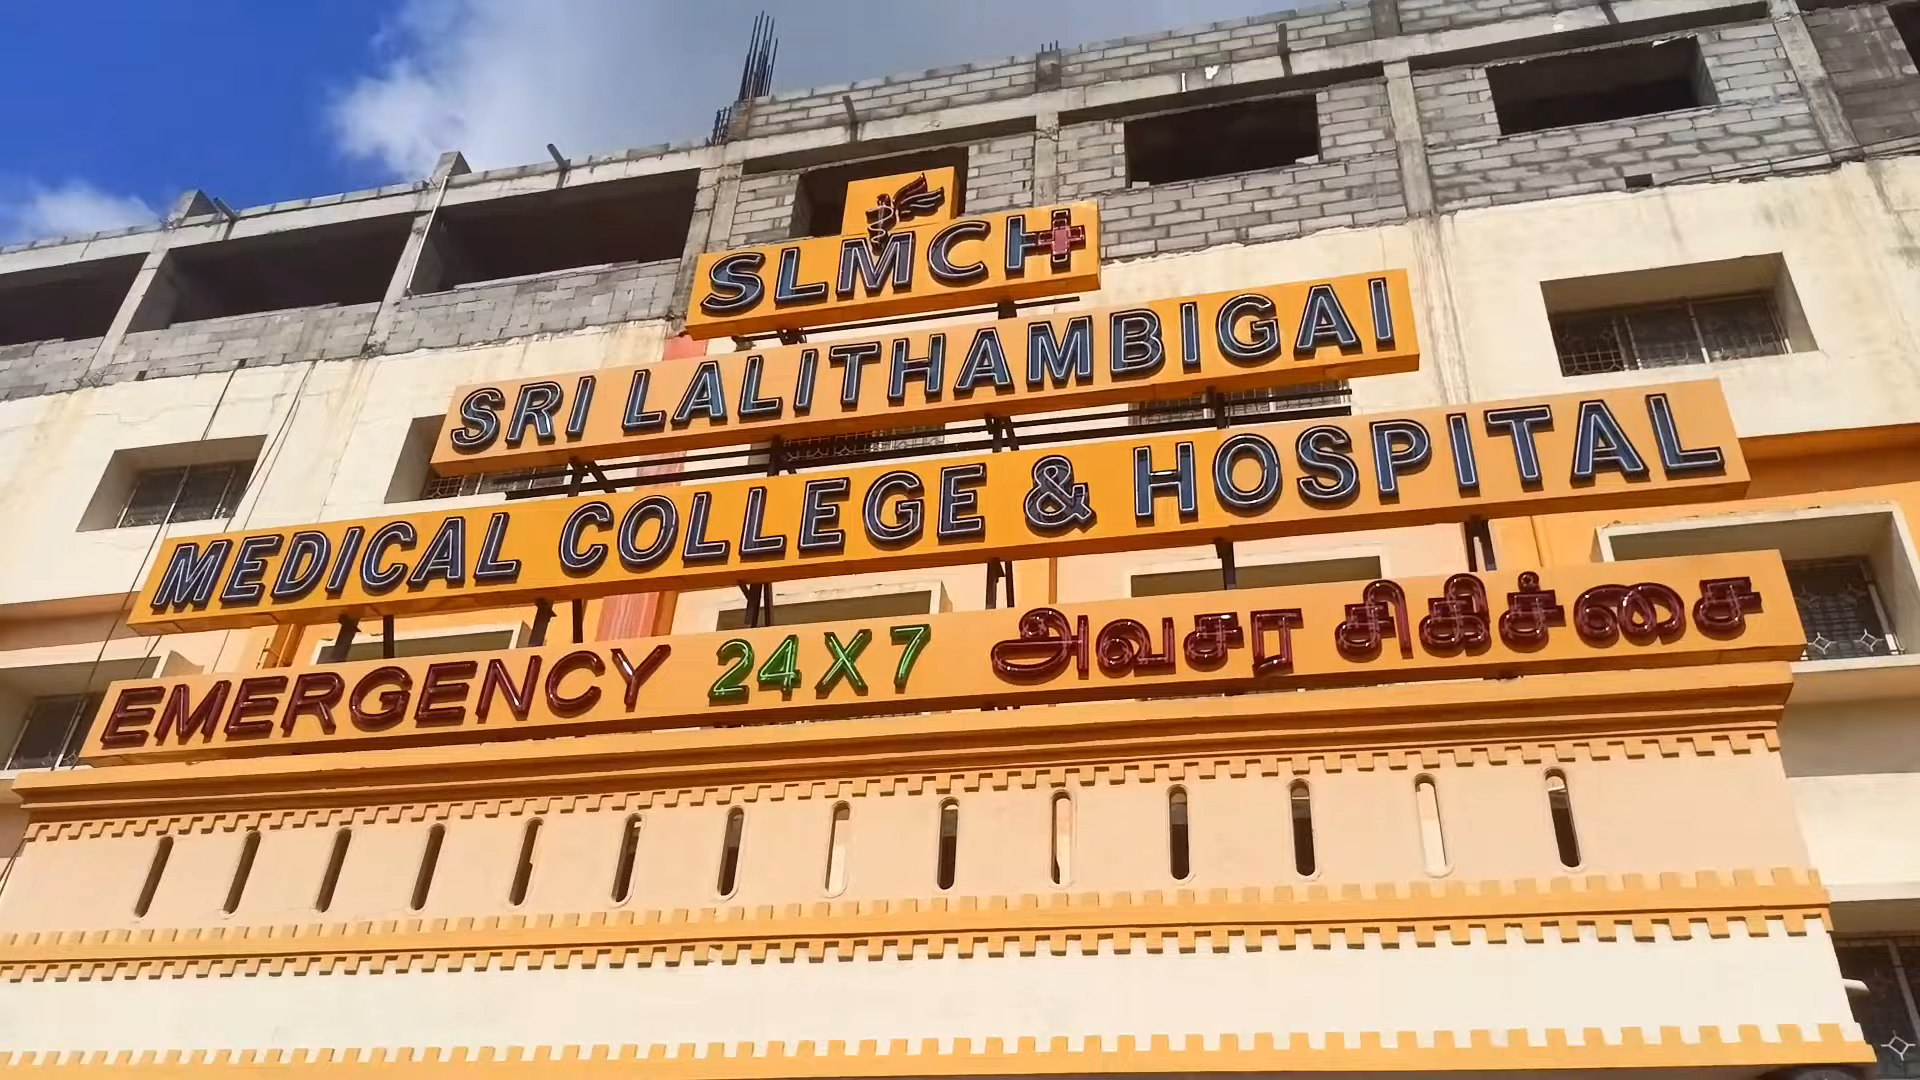 SLMCH
SRI LALITHAMBIGAI
MEDICAL COLLEGE & HOSPITAL
EMERGENCY 24X7 அவசர சிகிச்சை